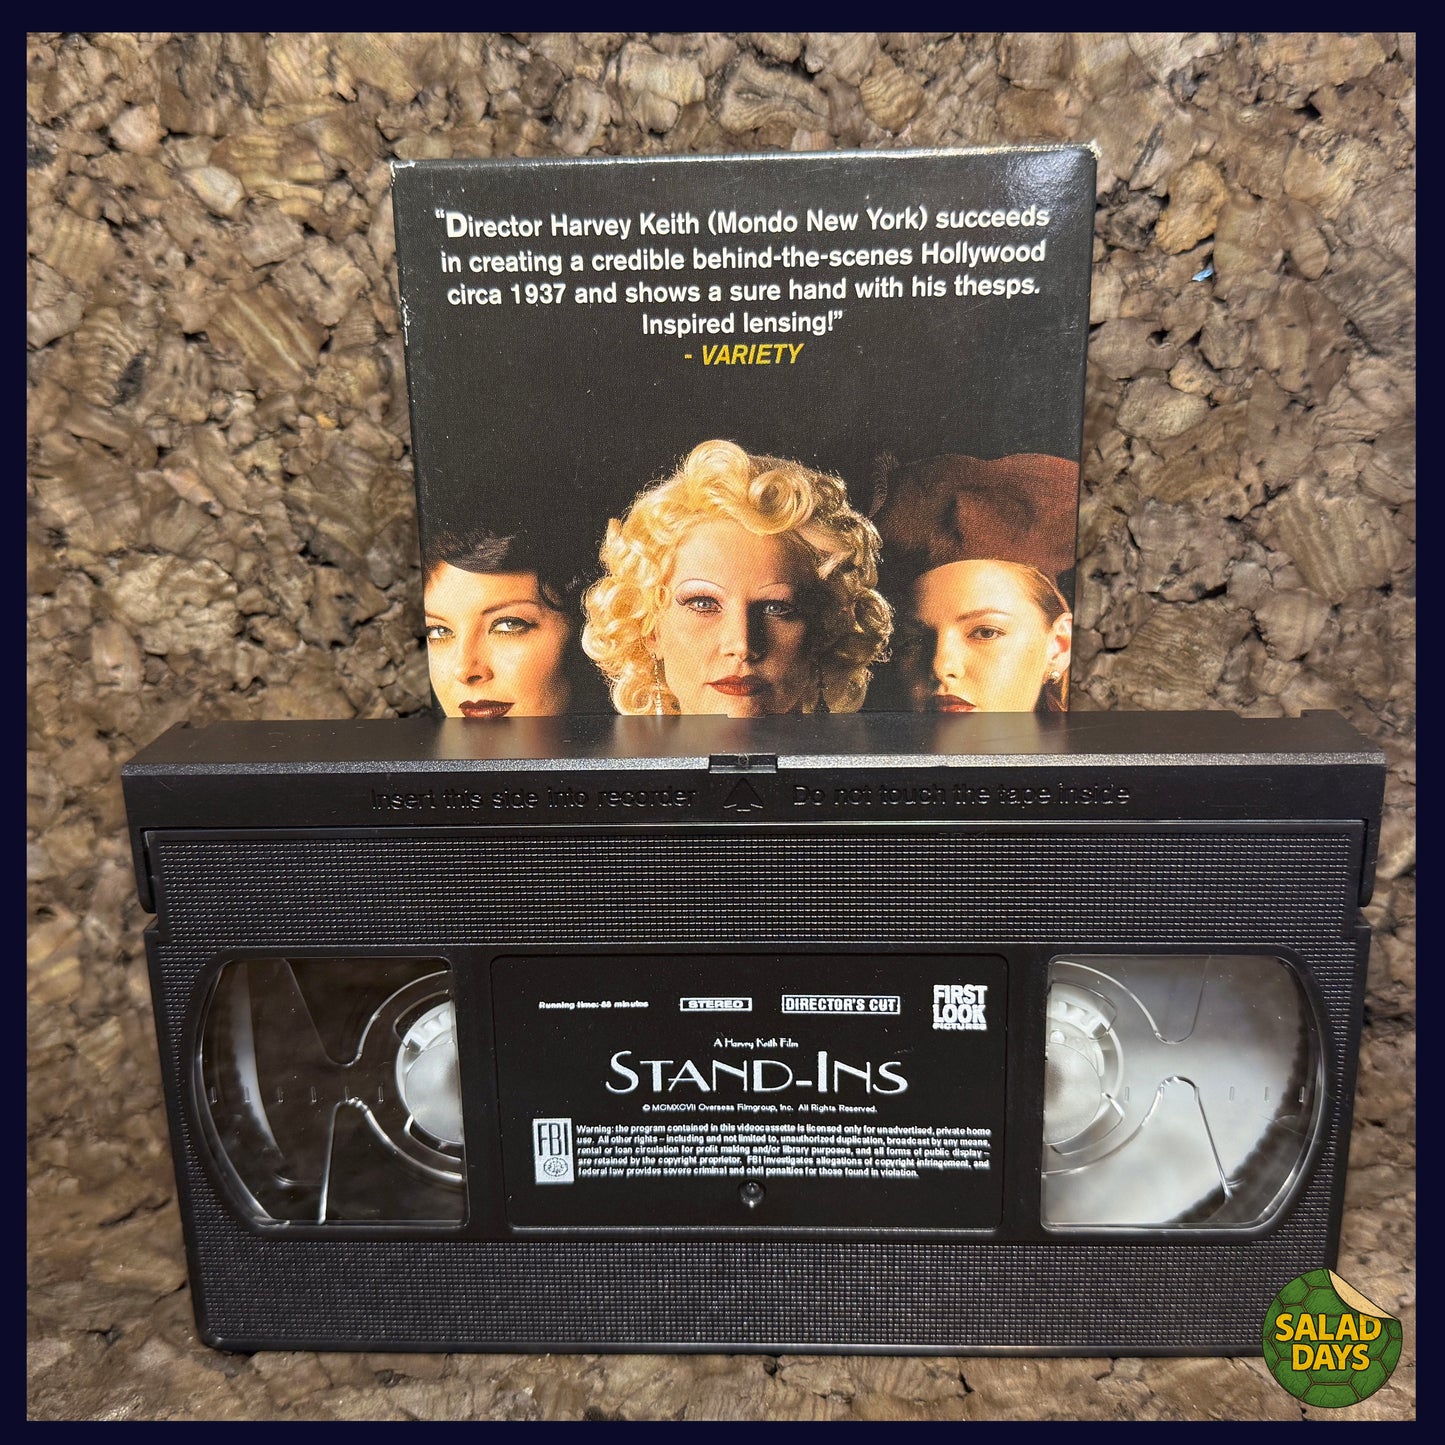 “Director Harvey Keith (Mondo New York) succeeds
in creating a credible behind-the-scenes Hollywood
circa 1937 and shows a sure hand with his thesps.
Inspired lensing!”
- VARIETY
Insert this side into recorder Do not touch the tape inside
Running time: 88 minutes STEREO DIRECTOR'S CUT FIRST
LOOK
PICTURES
A Harvey Keith Film
STAND-INS
© MCMXCVII Overseas Filmgroup, Inc. All Rights Reserved.
FBI
Warning: the program contained in this videocassette is licensed only for unadvertised, private home
use. All other rights – including and not limited to, unauthorized duplication, broadcast by any means,
rental or loan circulation for profit making and/or library purposes, and all forms of public display –
are retained by the copyright proprietor. FBI investigates allegations of copyright infringement, and
federal law provides severe criminal and civil penalties for those found in violation.
SALAD
DAYS